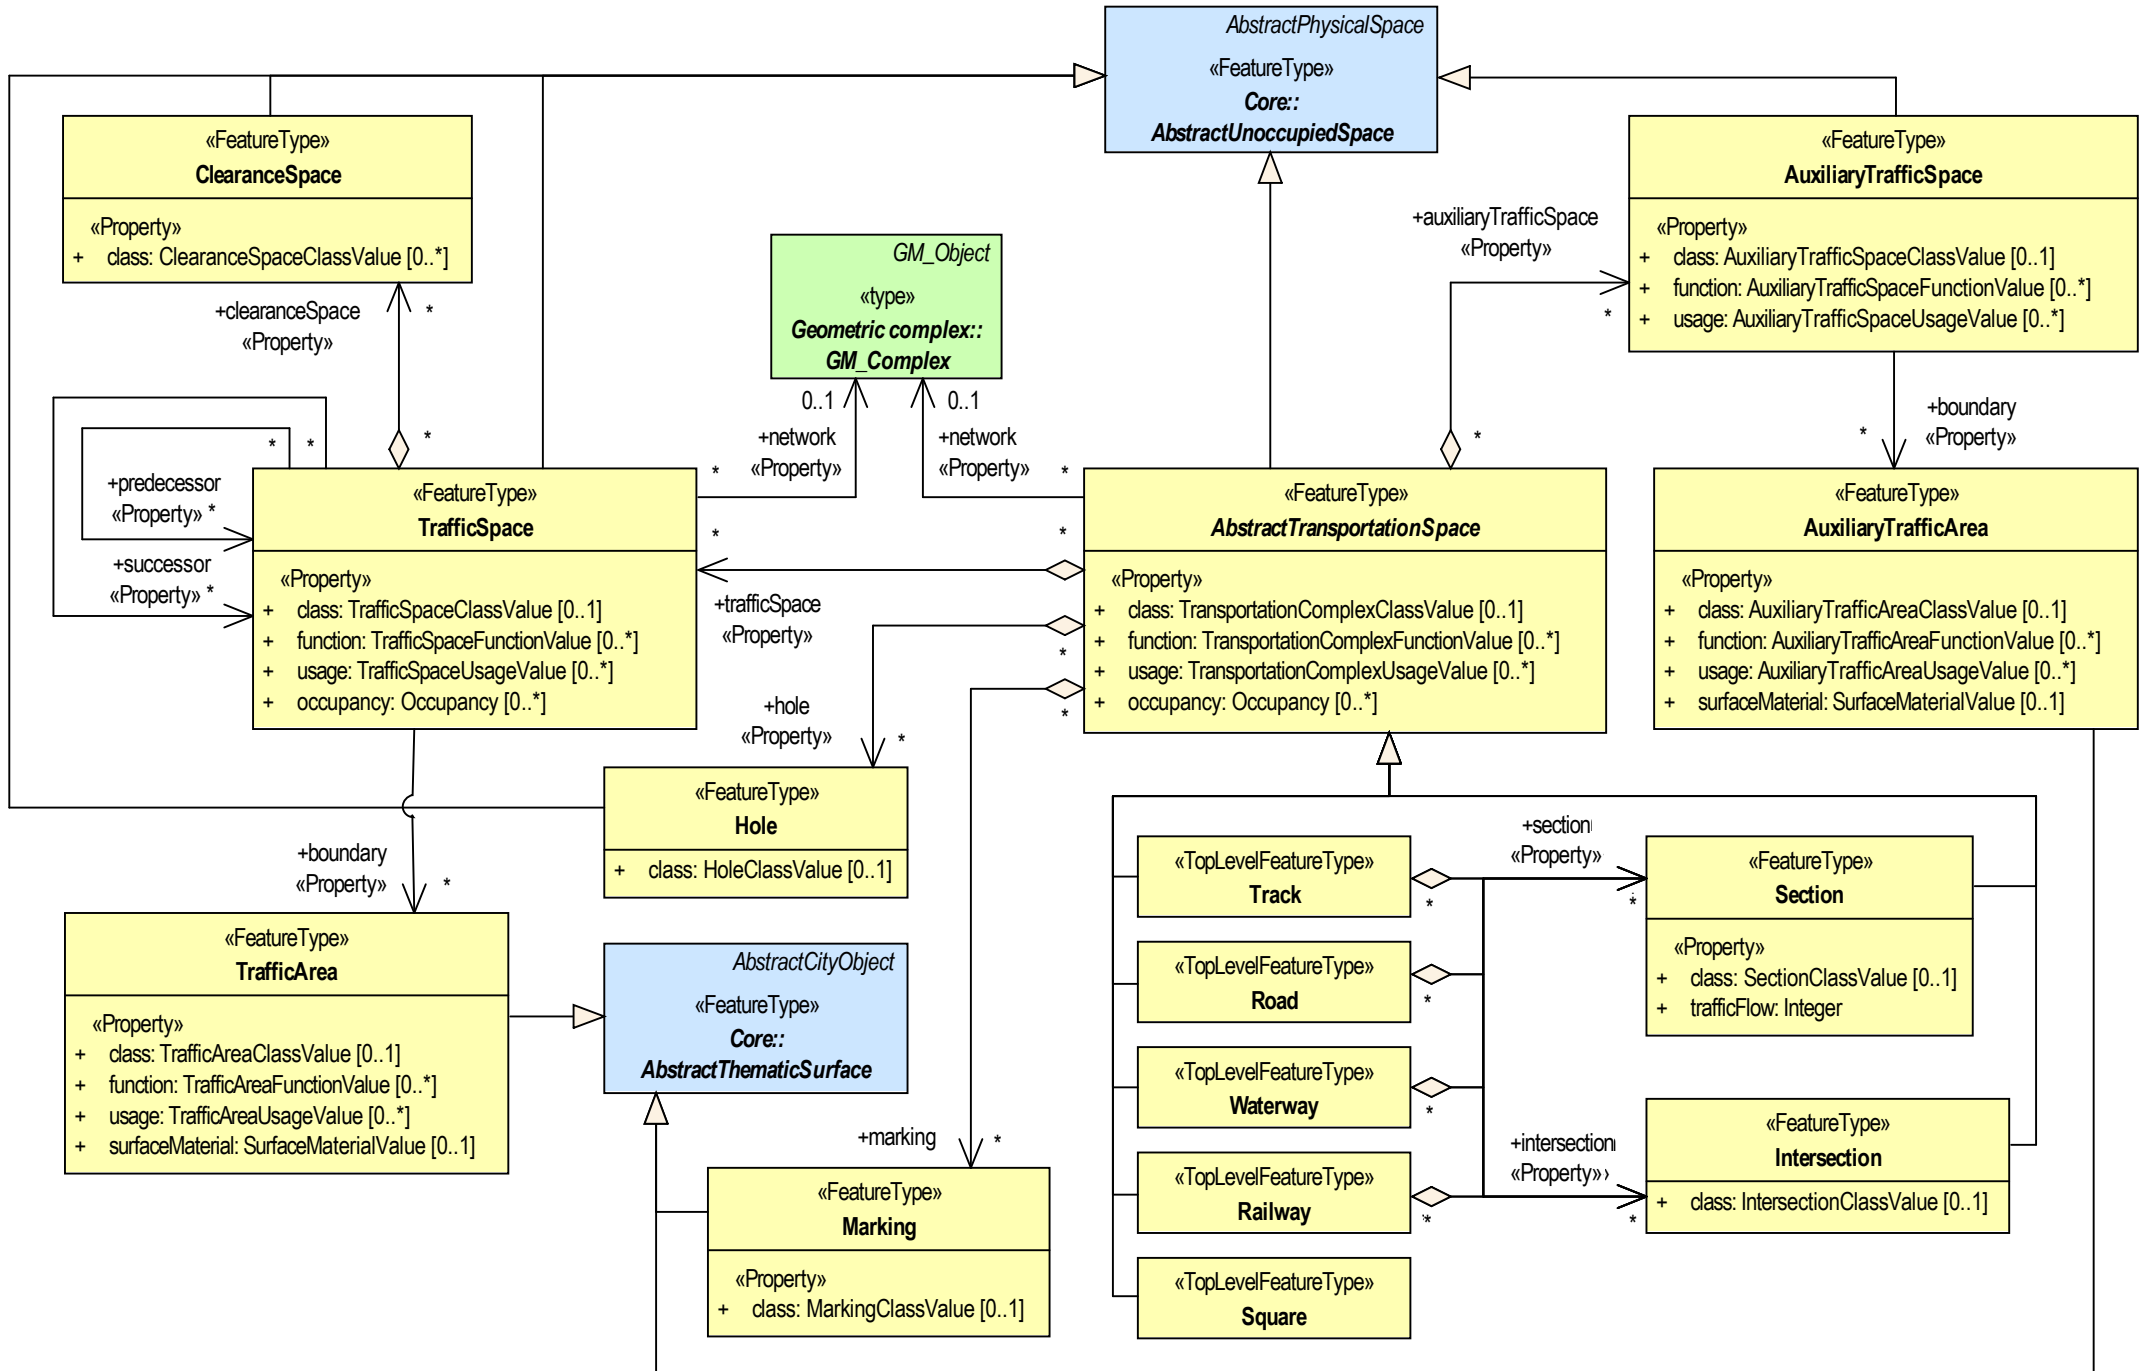 AbstractPhysicalSpace
«FeatureType»
Core::
AbstractUnoccupiedSpace
«FeatureType»
ClearanceSpace
«Property»
+ class: ClearanceSpaceClassValue [0..*]
«FeatureType»
AuxiliaryTrafficSpace
«Property»
+ class: AuxiliaryTrafficSpaceClassValue [0..1]
+ function: AuxiliaryTrafficSpaceFunctionValue [0..*]
+ usage: AuxiliaryTrafficSpaceUsageValue [0..*]
+auxiliaryTrafficSpace
«Property»
*
*
GM_Object
«type»
Geometric complex::
GM_Complex
+clearanceSpace
«Property»
*
*
0..1
0..1
+network
«Property»
*
+network
«Property»
*
+boundary
«Property»
*
*
*
+predecessor
«Property» *
+successor
«Property» *
«FeatureType»
TrafficSpace
«Property»
+ class: TrafficSpaceClassValue [0..1]
+ function: TrafficSpaceFunctionValue [0..*]
+ usage: TrafficSpaceUsageValue [0..*]
+ occupancy: Occupancy [0..*]
*
*
+trafficSpace
«Property»
«FeatureType»
AbstractTransportationSpace
«Property»
+ class: TransportationComplexClassValue [0..1]
+ function: TransportationComplexFunctionValue [0..*]
+ usage: TransportationComplexUsageValue [0..*]
+ occupancy: Occupancy [0..*]
«FeatureType»
AuxiliaryTrafficArea
«Property»
+ class: AuxiliaryTrafficAreaClassValue [0..1]
+ function: AuxiliaryTrafficAreaFunctionValue [0..*]
+ usage: AuxiliaryTrafficAreaUsageValue [0..*]
+ surfaceMaterial: SurfaceMaterialValue [0..1]
*
*
+hole
«Property»
*
«FeatureType»
Hole
+ class: HoleClassValue [0..1]
+boundary
«Property»
*
«FeatureType»
TrafficArea
«Property»
+ class: TrafficAreaClassValue [0..1]
+ function: TrafficAreaFunctionValue [0..*]
+ usage: TrafficAreaUsageValue [0..*]
+ surfaceMaterial: SurfaceMaterialValue [0..1]
AbstractCityObject
«FeatureType»
Core::
AbstractThematicSurface
+marking
*
«FeatureType»
Marking
«Property»
+ class: MarkingClassValue [0..1]
«TopLevelFeatureType»
Track
*
«TopLevelFeatureType»
Road
*
«TopLevelFeatureType»
Waterway
*
«TopLevelFeatureType»
Railway
*
«TopLevelFeatureType»
Square
+section
«Property»
*
«FeatureType»
Section
«Property»
+ class: SectionClassValue [0..1]
+ trafficFlow: Integer
+intersection
«Property»
*
«FeatureType»
Intersection
+ class: IntersectionClassValue [0..1]